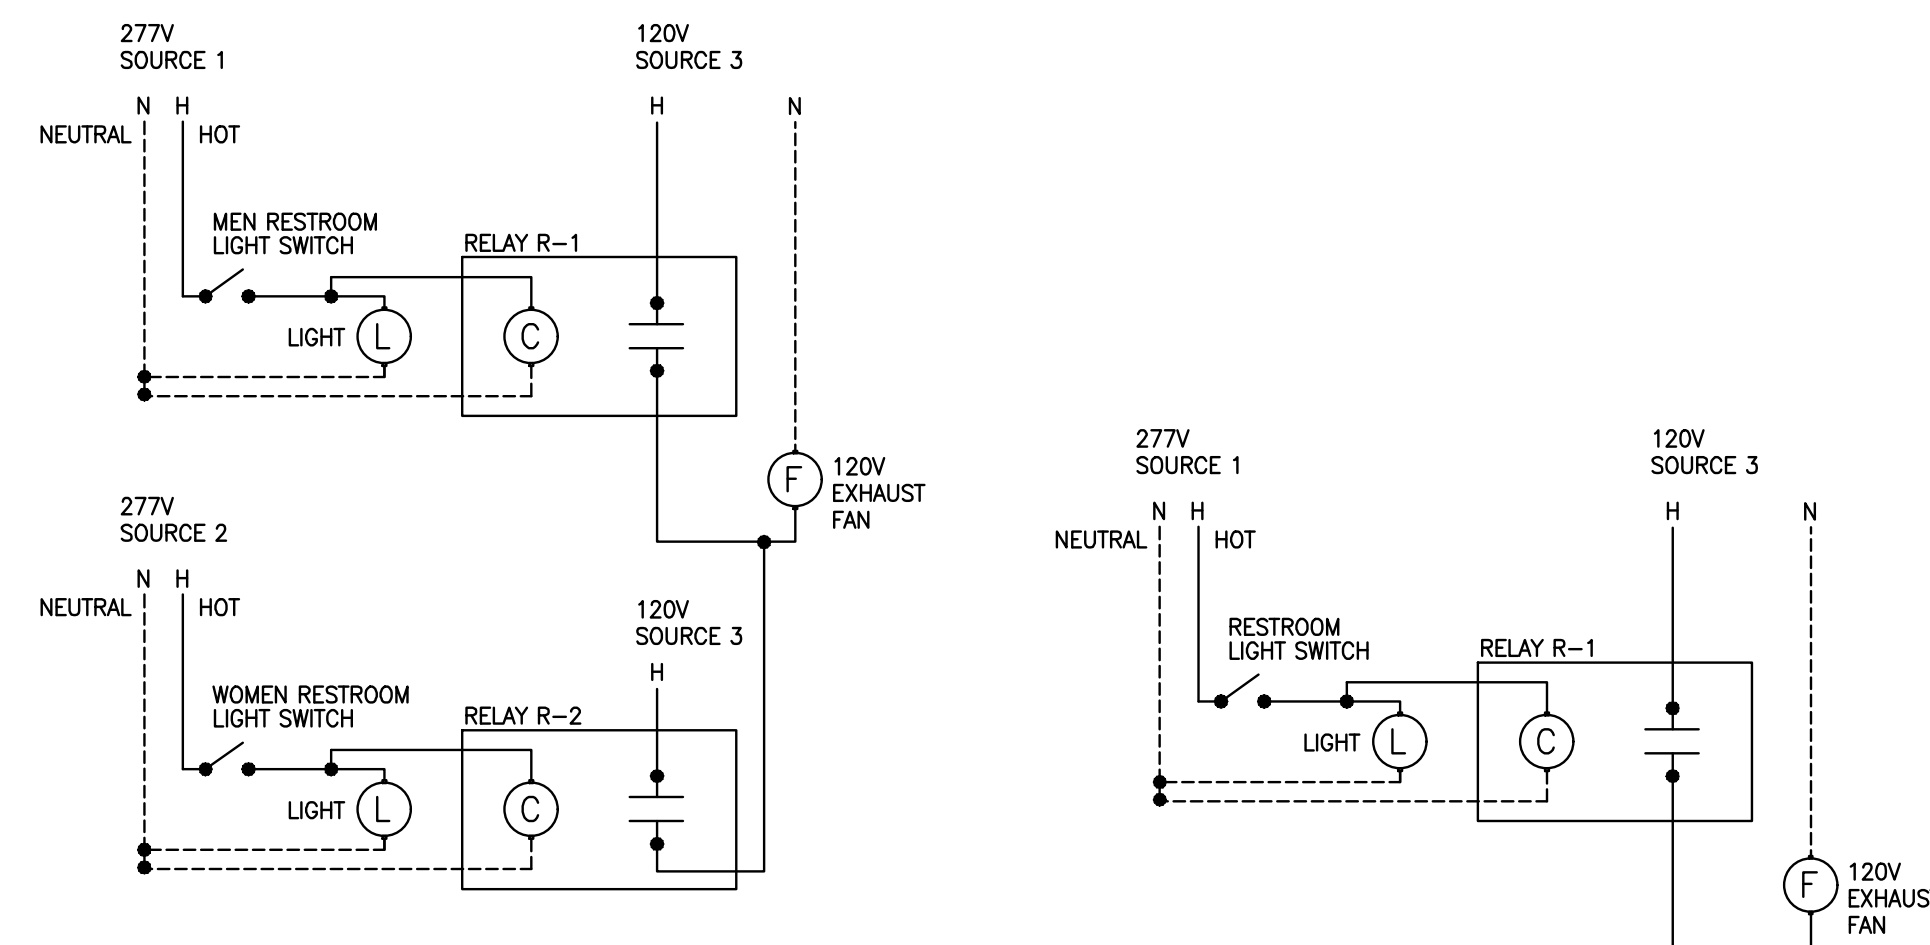 277V
SOURCE 1
N H
NEUTRAL HOT
120V
SOURCE 3
H
N
MEN RESTROOM
LIGHT SWITCH
RELAY R-1
LIGHT
L
C
F
120V
EXHAUST
FAN
277V
SOURCE 2
N H
NEUTRAL HOT
120V
SOURCE 3
H
WOMEN RESTROOM
LIGHT SWITCH
RELAY R-2
LIGHT
L
C
277V
SOURCE 1
N H
NEUTRAL HOT
120V
SOURCE 3
H
N
RESTROOM
LIGHT SWITCH
RELAY R-1
LIGHT
L
C
F
120V
EXHAUS
FAN